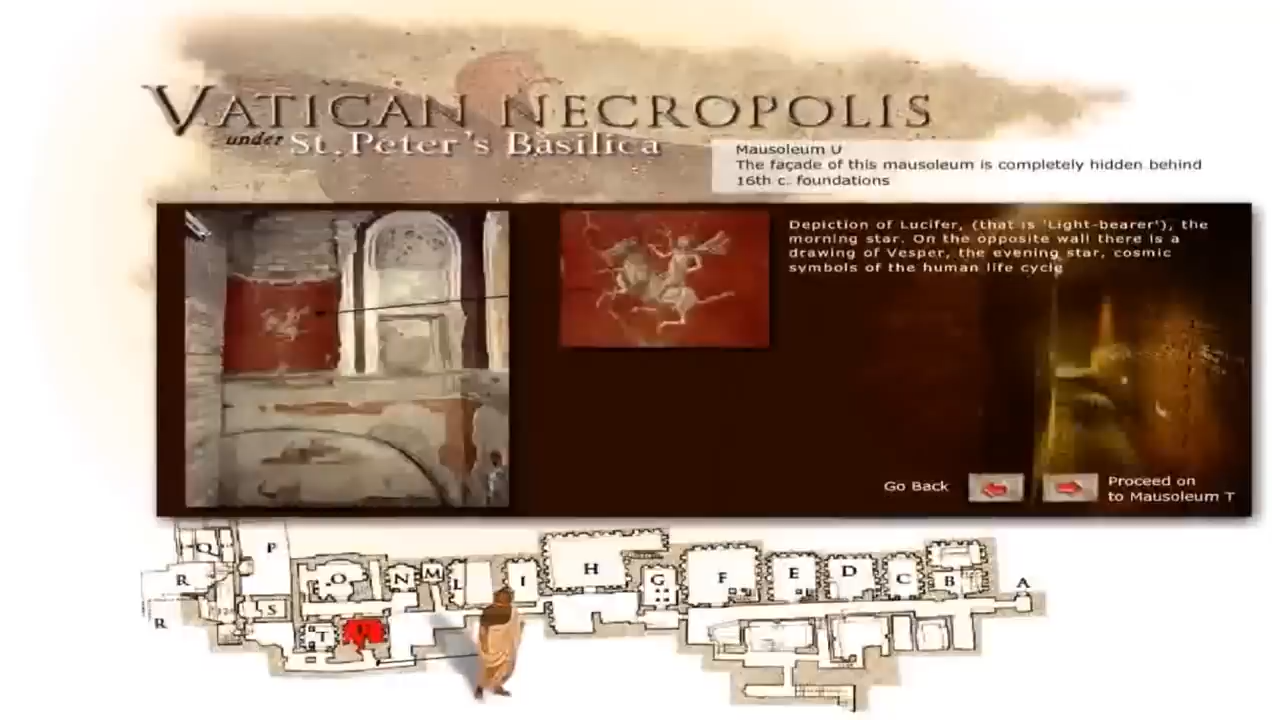 VATICAN NECROPOLIS
under St. Peter's Basilica
Mausoleum U
The façade of this mausoleum is completely hidden behind
16th c. foundations
Depiction of Lucifer, (that is 'Light-bearer'), the
morning star. On the opposite wall there is a
drawing of Vesper, the evening star, cosmic
symbols of the human life cycle
Go Back
Proceed on
to Mausoleum T
Q
P
R
O
N
M
L
I
H
G
F
E
D
C
B
A
S
R
T
U